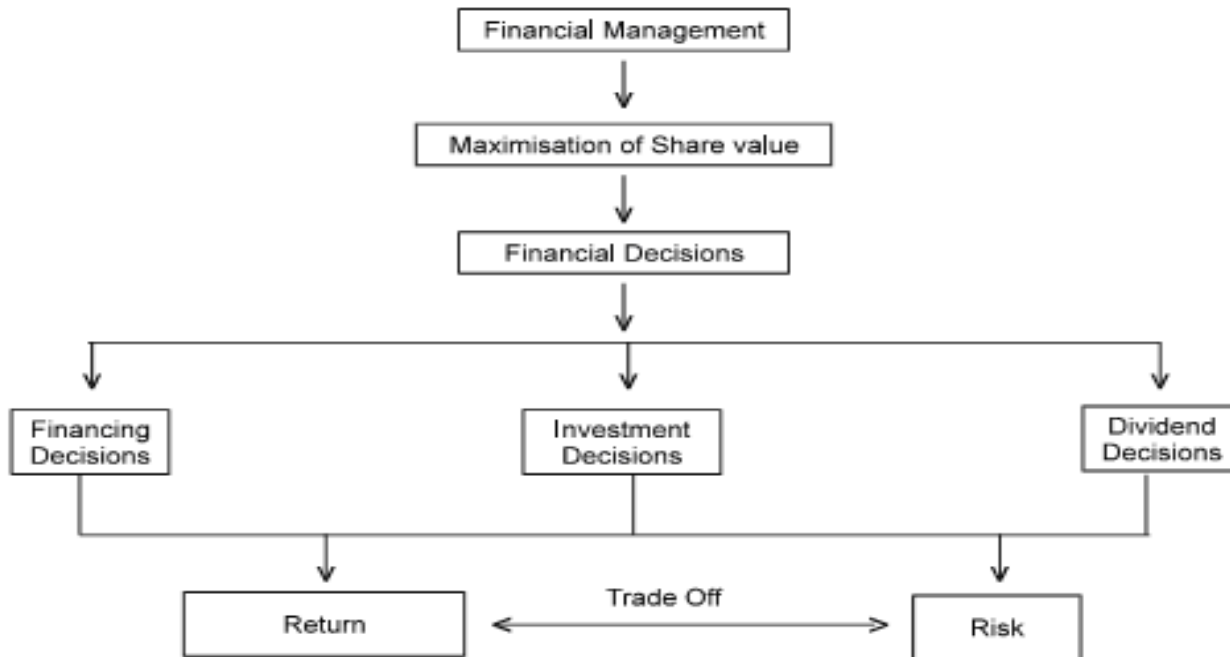 Financial Management
Maximisation of Share value
Financial Decisions
Financing
Decisions
Investment
Decisions
Dividend
Decisions
Return
Trade Off
Risk